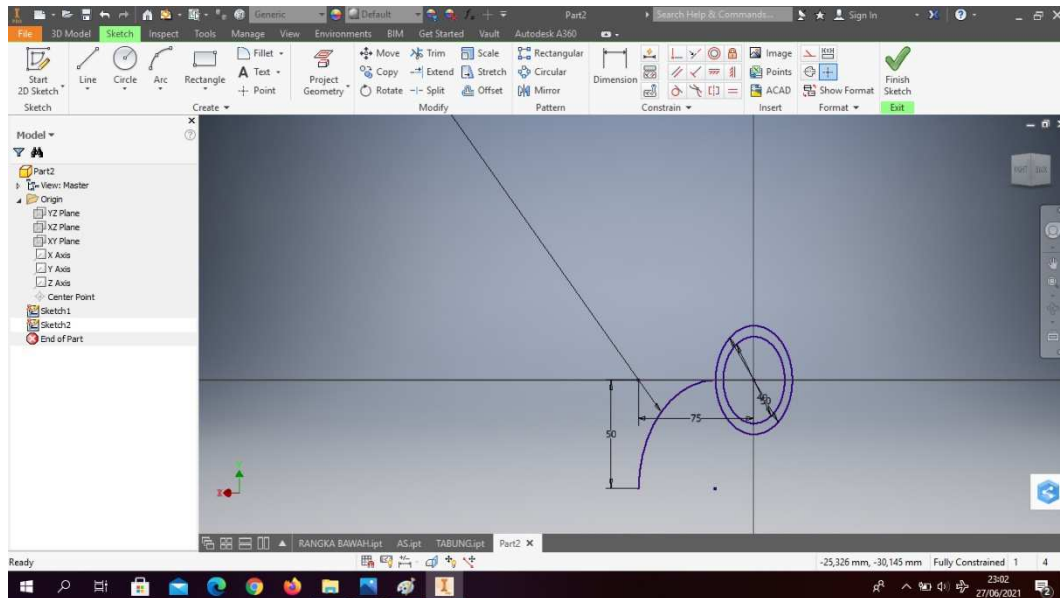 Generic Default Part2 Search Help & Commands... Sign In
File 3D Model Sketch Inspect Tools Manage View Environments BIM Get Started Vault Autodesk A360
Start 2D Sketch
Line
Circle
Arc
Rectangle
Fillet
Text
Point
Project Geometry
Move Trim Scale
Copy Extend Stretch
Rotate Split Offset
Rectangular
Circular
Mirror
Dimension
Image
Points
ACAD
Show Format
Finish Sketch
Sketch Create Modify Pattern Constrain Insert Format Exit
Model
Part2
View: Master
Origin
YZ Plane
XZ Plane
XY Plane
X Axis
Y Axis
Z Axis
Center Point
Sketch1
Sketch2
End of Part
75
50
RANGKA BAWAH.ipt AS.ipt TABUNG.ipt Part2
Ready -25,326 mm, -30,145 mm Fully Constrained 1 4
23:02
27/06/2021